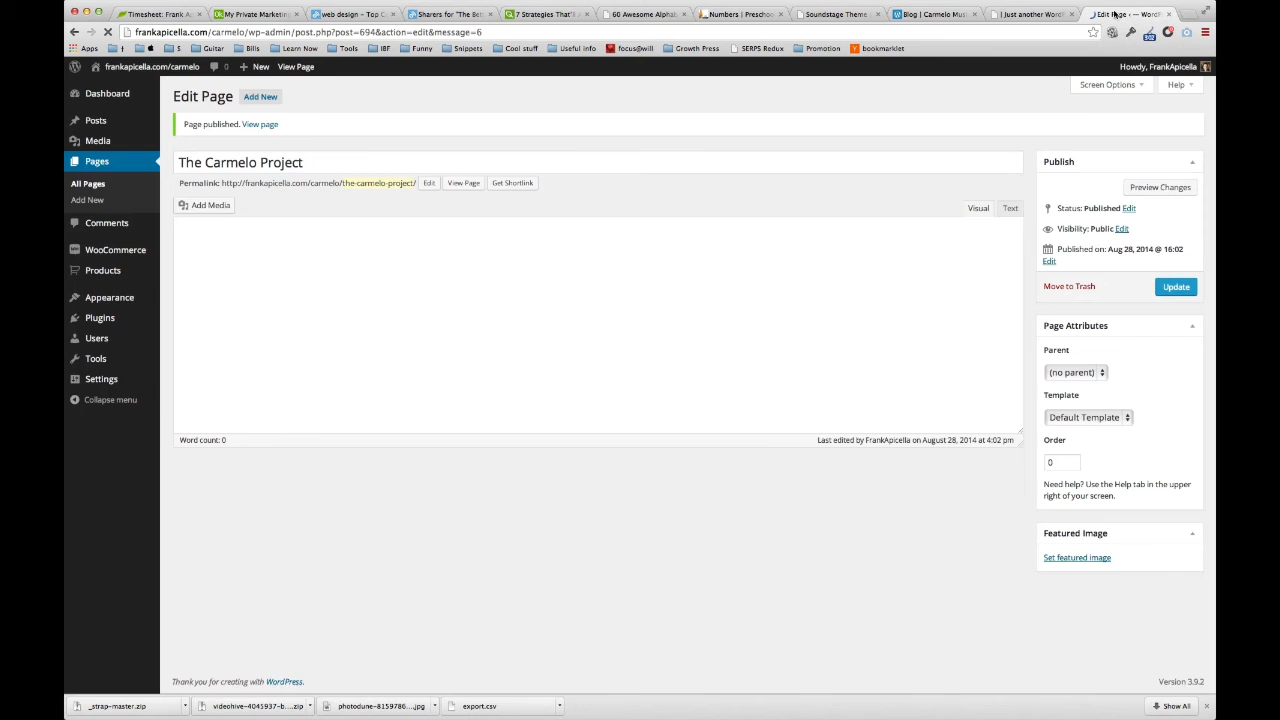 Timesheet: Frank Ap
My Private Marketing
web design - Top C
Sharers for "The Bet
7 Strategies That'll
60 Awesome Alphab
Numbers | Preschoo
Soundstage Theme
Blog | Carmelo Mus
| Just another WordPr
Edit Page ‹ — WordPr
frankapicella.com/carmelo/wp-admin/post.php?post=694&action=edit&message=6
Apps
S
Guitar
Bills
Learn Now
Tools
IBF
Funny
Snippets
Cool stuff
Useful info
focus@will
Growth Press
SERPS Redux
Promotion
bookmarklet
frankapicella.com/carmelo
0
New
View Page
Howdy, FrankApicella
Dashboard
Posts
Media
Pages
All Pages
Add New
Comments
WooCommerce
Products
Appearance
Plugins
Users
Tools
Settings
Collapse menu
Screen Options
Help
Edit Page Add New
Page published. View page
The Carmelo Project
Permalink: http://frankapicella.com/carmelo/the-carmelo-project/ Edit View Page Get Shortlink
Add Media
Visual
Text
Word count: 0
Last edited by FrankApicella on August 28, 2014 at 4:02 pm
Publish
Preview Changes
Status: Published Edit
Visibility: Public Edit
Published on: Aug 28, 2014 @ 16:02
Edit
Move to Trash
Update
Page Attributes
Parent
(no parent)
Template
Default Template
Order
0
Need help? Use the Help tab in the upper
right of your screen.
Featured Image
Set featured image
Thank you for creating with WordPress.
Version 3.9.2
_strap-master.zip
videohive-4045937-b....zip
photodune-8159786....jpg
export.csv
Show All